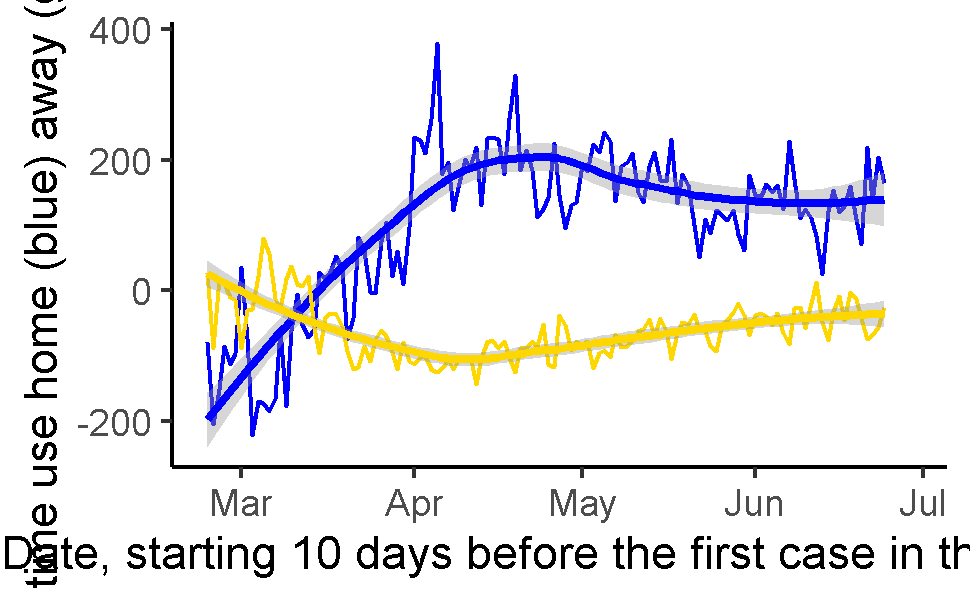 400
200
0
-200
time use home (blue) away (
Mar Apr May Jun Jul
Date, starting 10 days before the first case in th